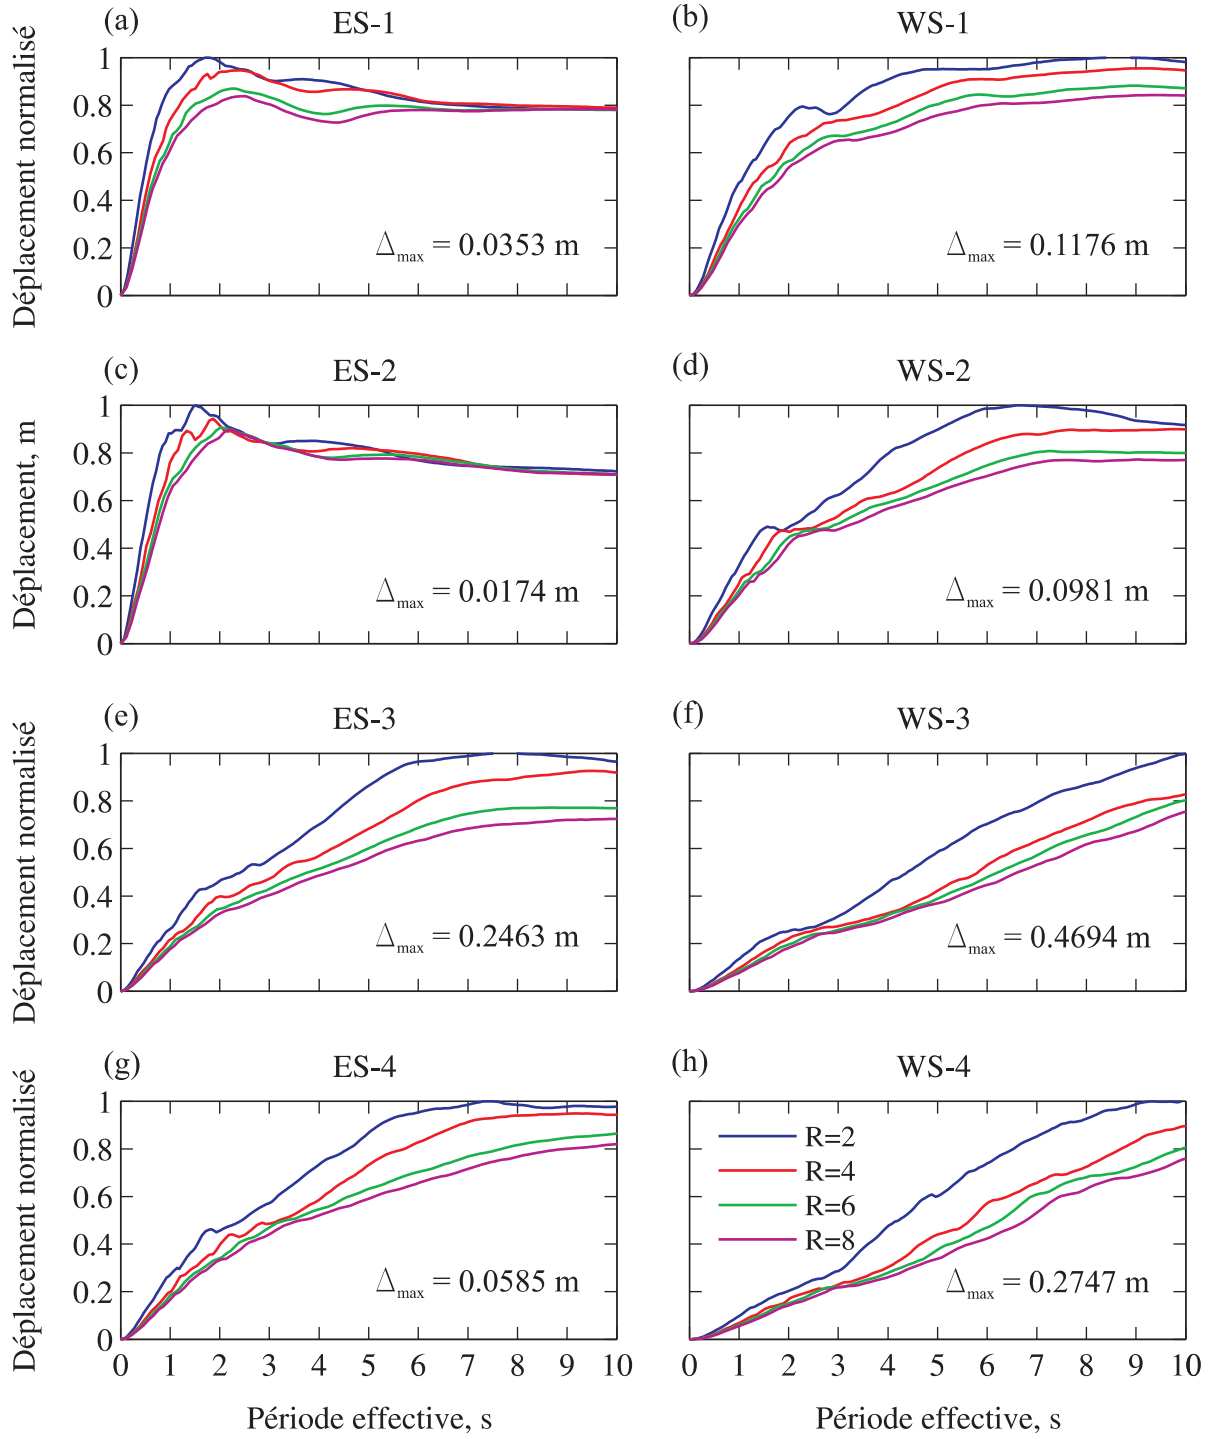 (a) ES-1
(b) WS-1
Déplacement normalisé
1
0.8
0.6
0.4
0.2
0
Δmax = 0.0353 m
Δmax = 0.1176 m
(c) ES-2
(d) WS-2
Déplacement, m
1
0.8
0.6
0.4
0.2
0
Δmax = 0.0174 m
Δmax = 0.0981 m
(e) ES-3
(f) WS-3
Déplacement normalisé
1
0.8
0.6
0.4
0.2
0
Δmax = 0.2463 m
Δmax = 0.4694 m
(g) ES-4
(h) WS-4
Déplacement normalisé
1
0.8
0.6
0.4
0.2
0
Δmax = 0.0585 m
R=2
R=4
R=6
R=8
Δmax = 0.2747 m
0 1 2 3 4 5 6 7 8 9 10
0 1 2 3 4 5 6 7 8 9 10
Période effective, s
Période effective, s